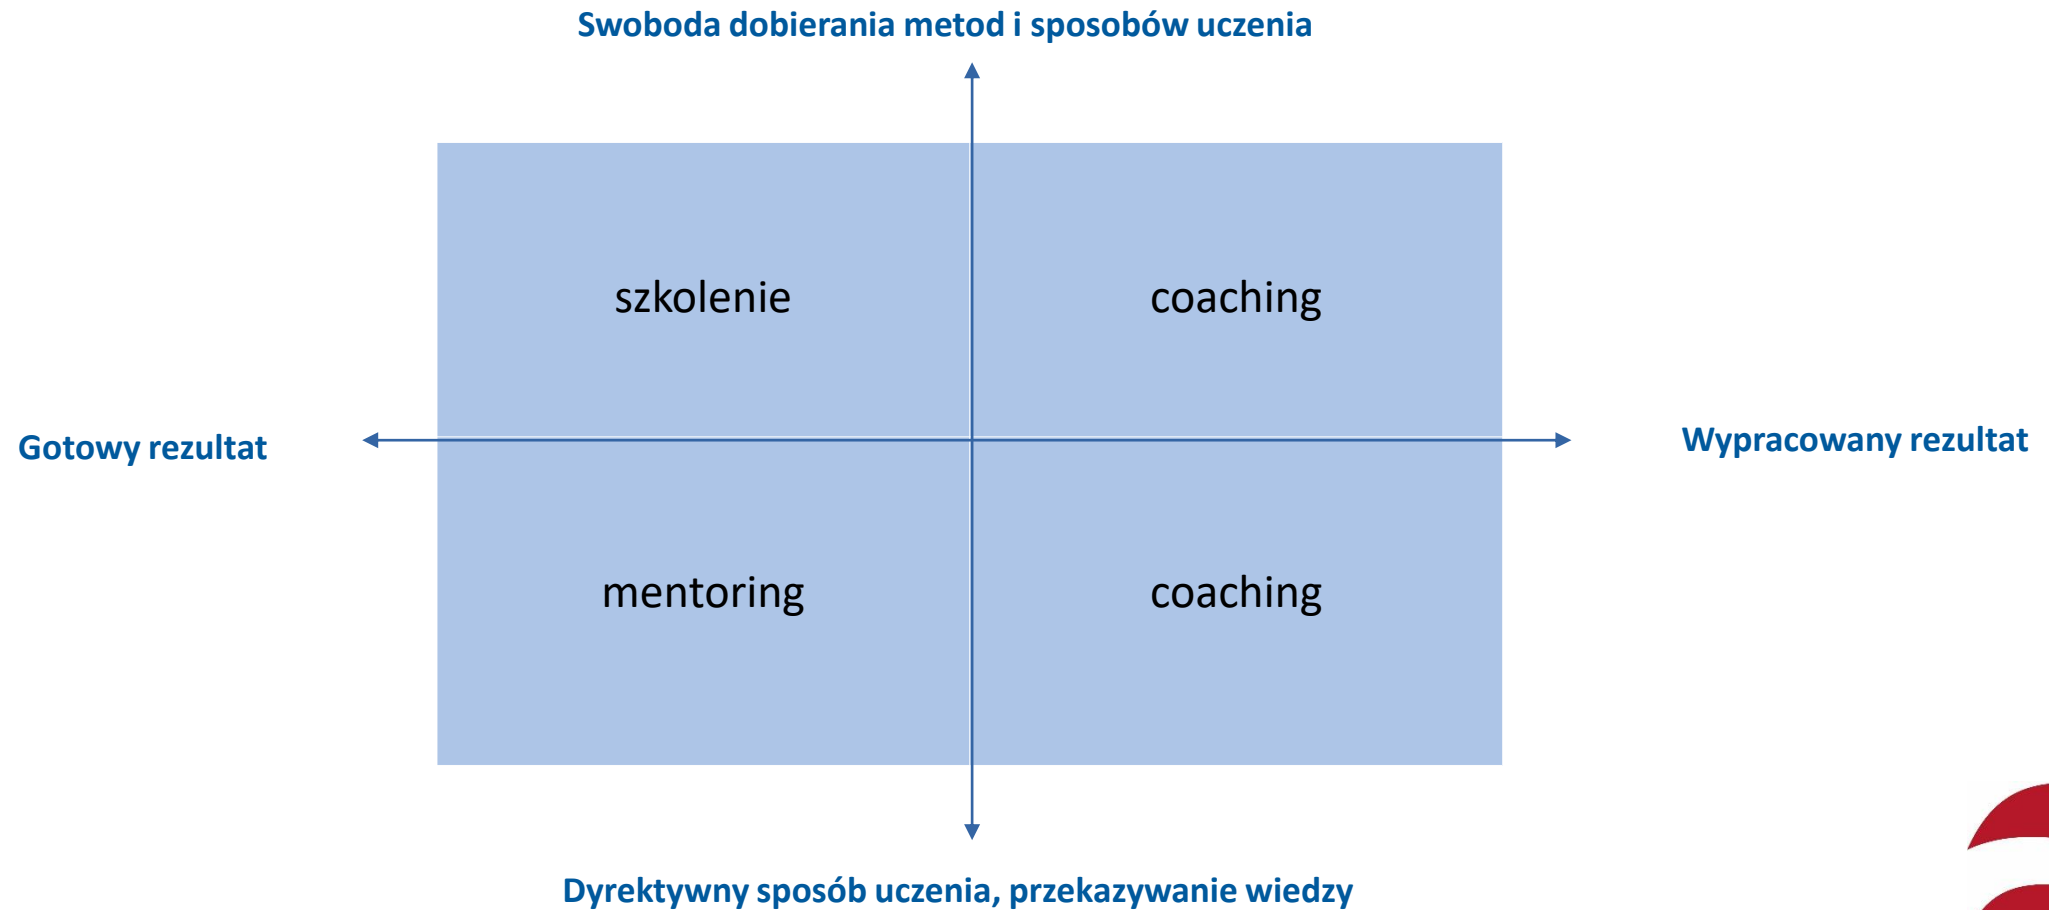 Swoboda dobierania metod i sposobów uczenia
szkolenie
coaching
Gotowy rezultat
Wypracowany rezultat
mentoring
coaching
Dyrektywny sposób uczenia, przekazywanie wiedzy